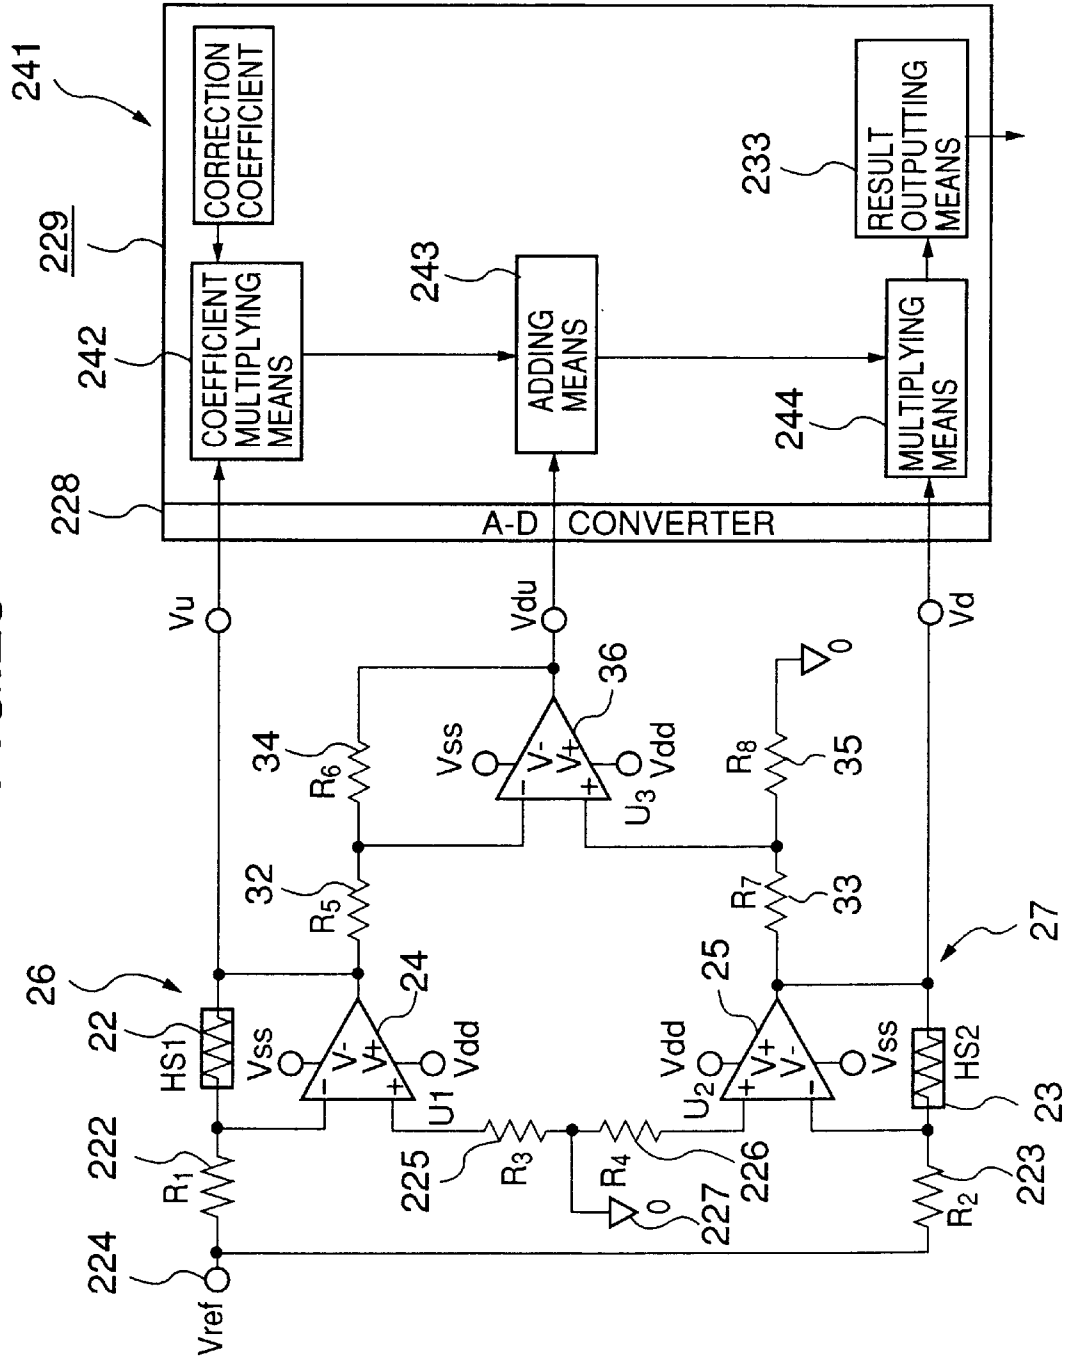 241
229
CORRECTION
COEFFICIENT
242
COEFFICIENT
MULTIPLYING
MEANS
243
ADDING
MEANS
233
RESULT
OUTPUTTING
MEANS
244
MULTIPLYING
MEANS
228
A-D CONVERTER
Vu
Vdu
Vd
34
R6
Vss
V-
V+
-
+
Vdd
U3
36
R8
35
0
32
R5
R7
33
26
22
HS1
Vss
V-
V+
-
+
Vdd
U1
24
25
Vdd
V+
V-
+
-
Vss
U2
HS2
23
27
222
R1
225
R3
R4
226
0
227
R2
223
224
Vref